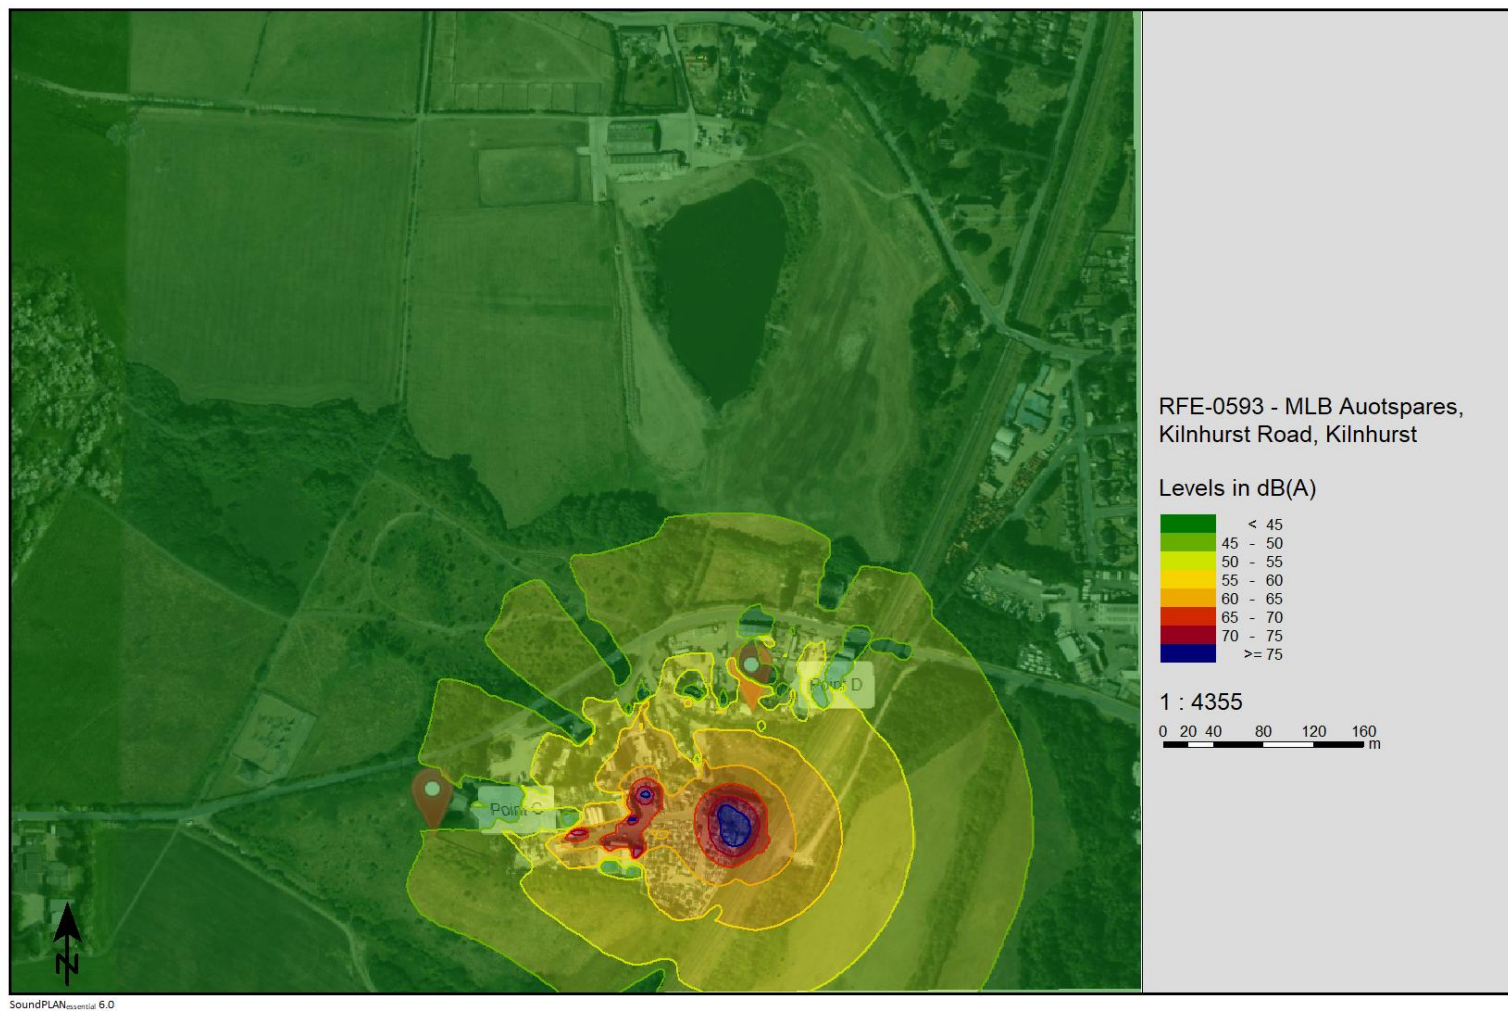 Point D
Point C
N
RFE-0593 - MLB Auotspares,
Kilnhurst Road, Kilnhurst
Levels in dB(A)
< 45
45 - 50
50 - 55
55 - 60
60 - 65
65 - 70
70 - 75
>= 75
1 : 4355
0 20 40 80 120 160
m
SoundPLANessential 6.0